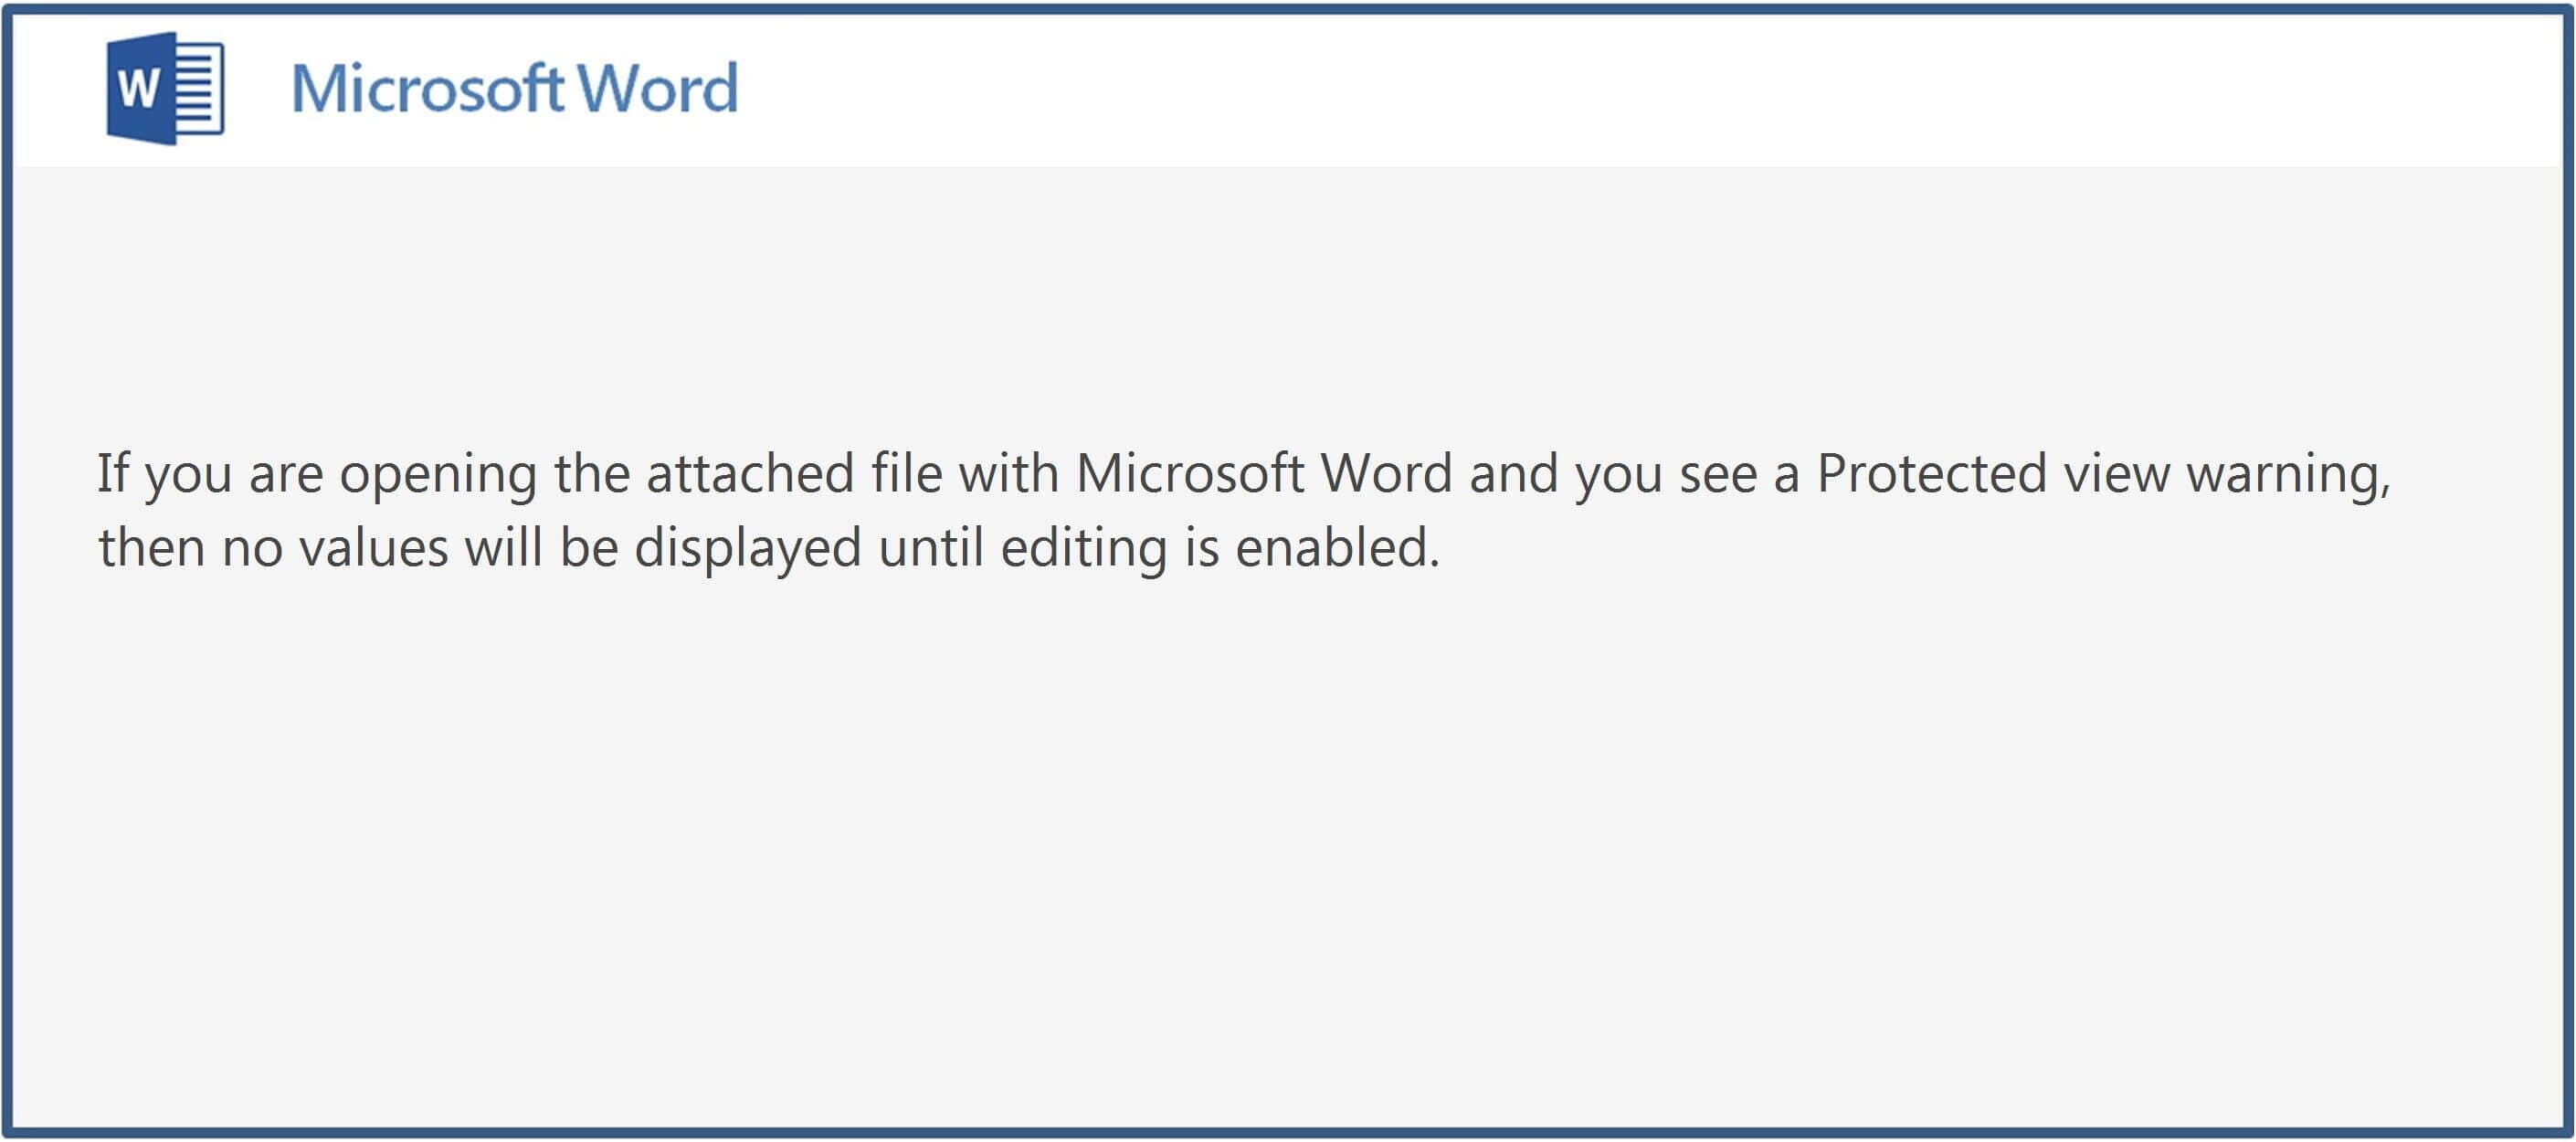 W
Microsoft Word
If you are opening the attached file with Microsoft Word and you see a Protected view warning,
then no values will be displayed until editing is enabled.